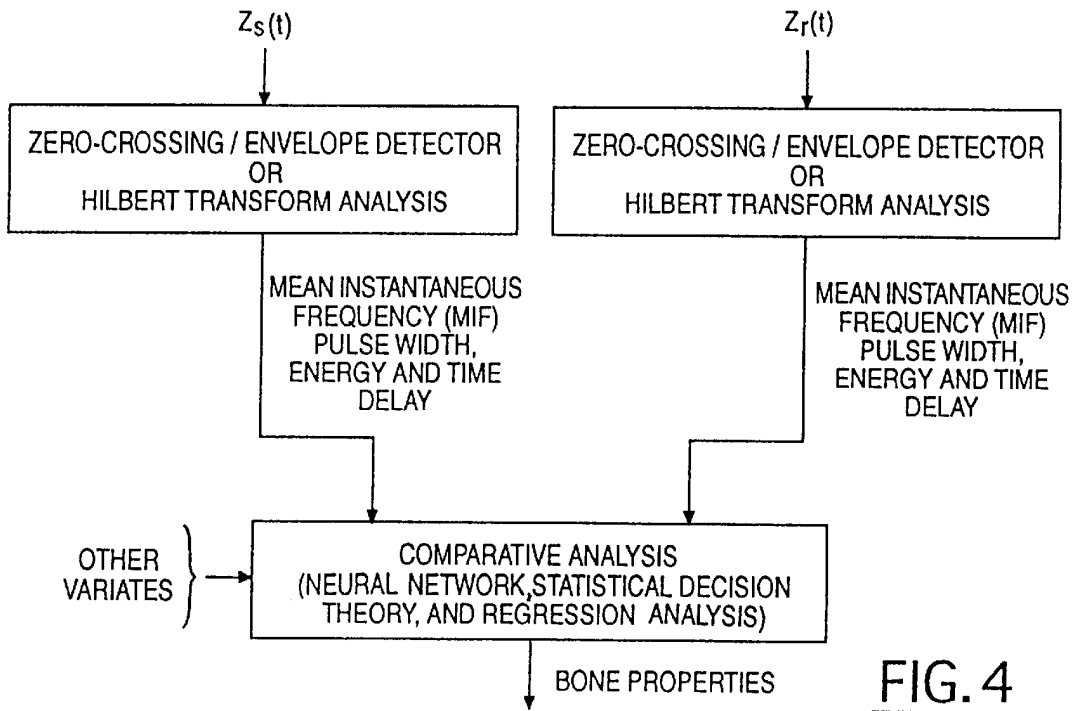 Zs(t)
Zr(t)
ZERO-CROSSING / ENVELOPE DETECTOR
OR
HILBERT TRANSFORM ANALYSIS
ZERO-CROSSING / ENVELOPE DETECTOR
OR
HILBERT TRANSFORM ANALYSIS
MEAN INSTANTANEOUS
FREQUENCY (MIF)
PULSE WIDTH,
ENERGY AND TIME
DELAY
MEAN INSTANTANEOUS
FREQUENCY (MIF)
PULSE WIDTH,
ENERGY AND TIME
DELAY
OTHER
VARIATES
COMPARATIVE ANALYSIS
(NEURAL NETWORK,STATISTICAL DECISION
THEORY, AND REGRESSION ANALYSIS)
BONE PROPERTIES
FIG. 4